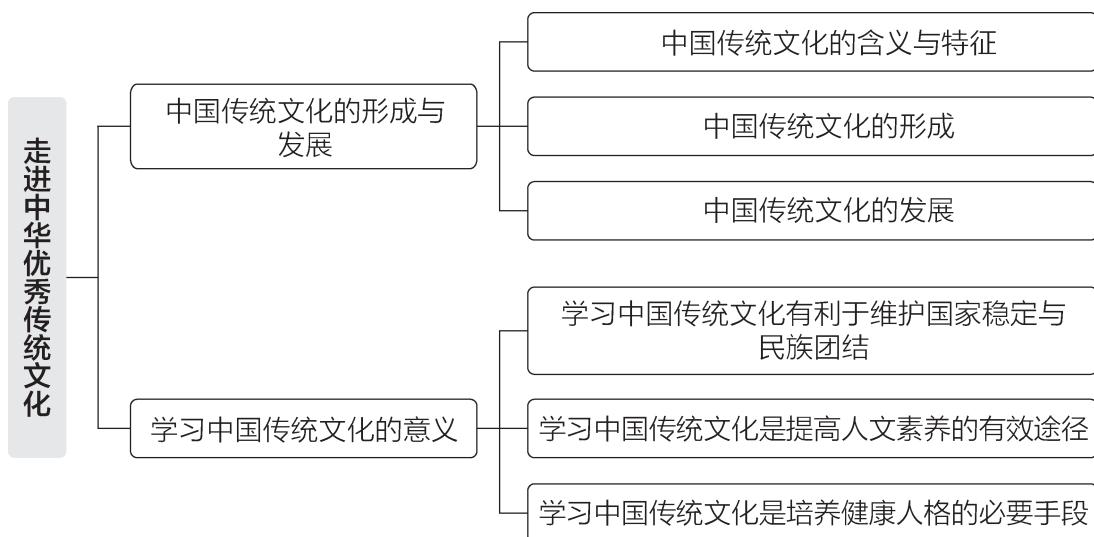 走进中华优秀传统文化
中国传统文化的形成与
发展
中国传统文化的含义与特征
中国传统文化的形成
中国传统文化的发展
学习中国传统文化的意义
学习中国传统文化有利于维护国家稳定与
民族团结
学习中国传统文化是提高人文素养的有效途径
学习中国传统文化是培养健康人格的必要手段